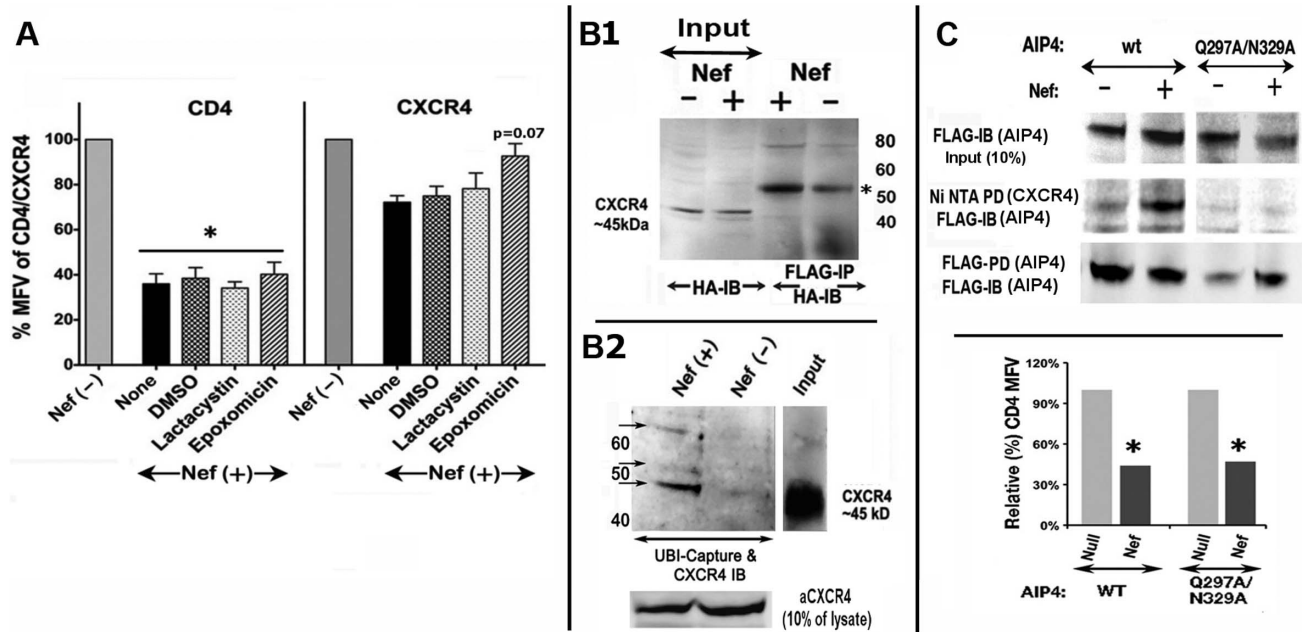 A
CD4
CXCR4
p=0.07
*
% MFV of CD4/CXCR4
100
80
60
40
20
0
Nef (−)
None
DMSO
Lactacystin
Epoxomicin
Nef (+)
Nef (−)
None
DMSO
Lactacystin
Epoxomicin
Nef (+)
B1
Input
Nef Nef
− + + −
80
60
50
40
*
CXCR4
~45kDa
HA-IB
FLAG-IP
HA-IB
B2
Nef (+)
Nef (−)
Input
60
50
40
CXCR4
~45 kD
UBI-Capture &
CXCR4 IB
aCXCR4
(10% of lysate)
C
AIP4: wt Q297A/N329A
Nef: − + − +
FLAG-IB (AIP4)
Input (10%)
Ni NTA PD (CXCR4)
FLAG-IB (AIP4)
FLAG-PD (AIP4)
FLAG-IB (AIP4)
Relative (%) CD4 MFV
120%
90%
60%
30%
0%
* *
Null
Nef
Null
Nef
AIP4: WT Q297A/
N329A